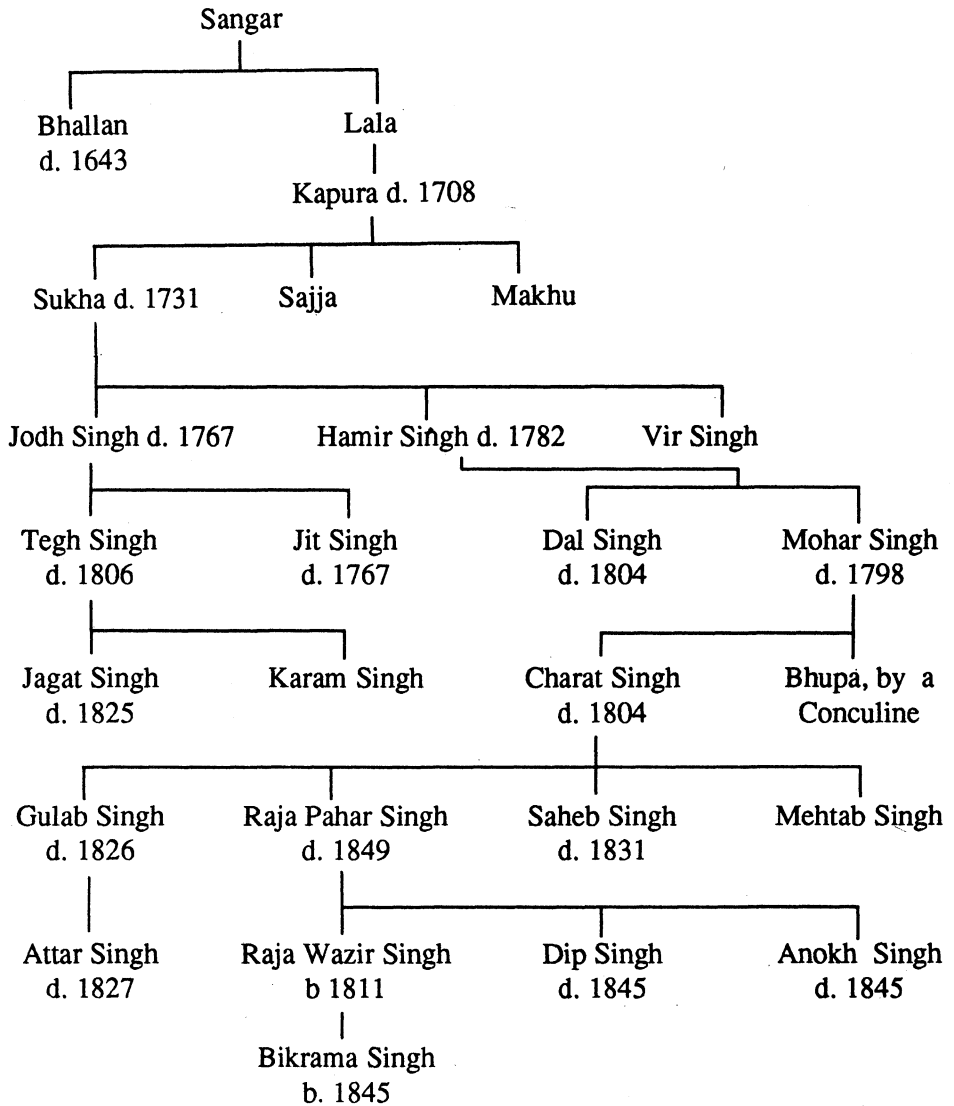 Sangar
Bhallan
d. 1643
Lala
Kapura d. 1708
Sukha d. 1731
Sajja
Makhu
Jodh Singh d. 1767
Hamir Singh d. 1782
Vir Singh
Tegh Singh
d. 1806
Jit Singh
d. 1767
Dal Singh
d. 1804
Mohar Singh
d. 1798
Jagat Singh
d. 1825
Karam Singh
Charat Singh
d. 1804
Bhupa, by a
Conculine
Gulab Singh
d. 1826
Raja Pahar Singh
d. 1849
Saheb Singh
d. 1831
Mehtab Singh
Attar Singh
d. 1827
Raja Wazir Singh
b 1811
Dip Singh
d. 1845
Anokh Singh
d. 1845
Bikrama Singh
b. 1845